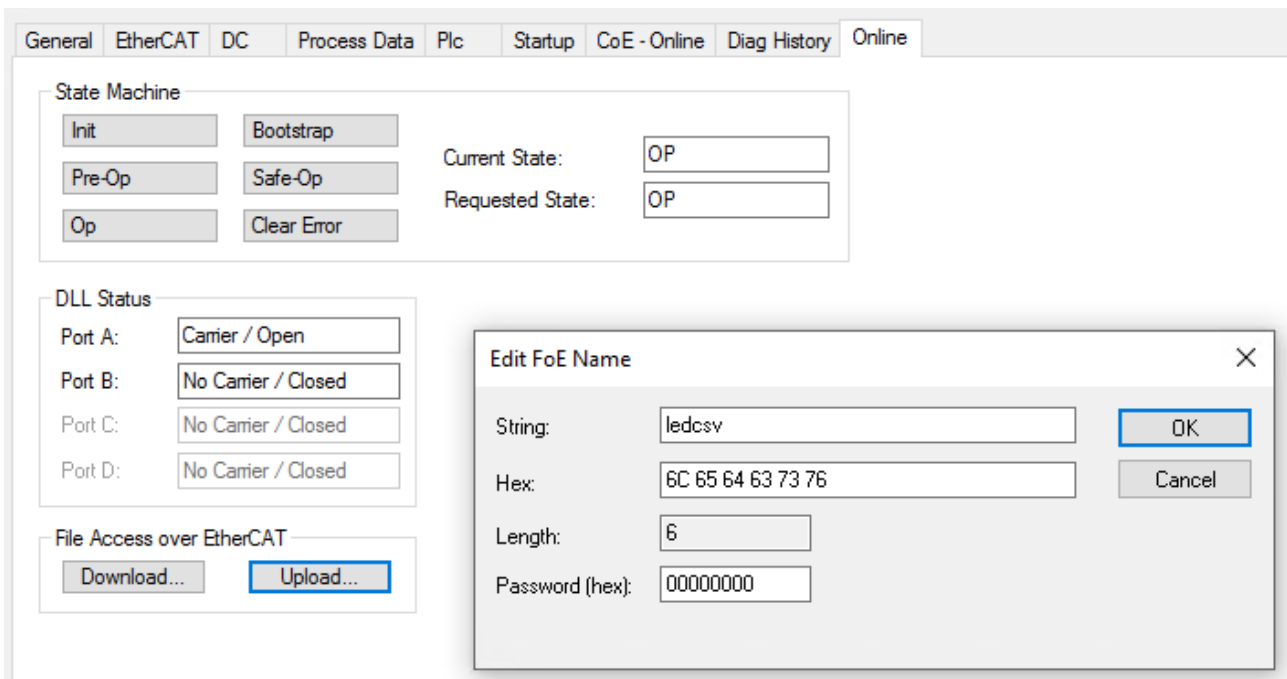 General EtherCAT DC Process Data Plc Startup CoE - Online Diag History Online
State Machine
Init Bootstrap
Pre-Op Safe-Op
Op Clear Error
Current State: OP
Requested State: OP
DLL Status
Port A: Carrier / Open
Port B: No Carrier / Closed
Port C: No Carrier / Closed
Port D: No Carrier / Closed
File Access over EtherCAT
Download... Upload...
Edit FoE Name
String: ledcsv OK
Hex: 6C 65 64 63 73 76 Cancel
Length: 6
Password (hex): 00000000